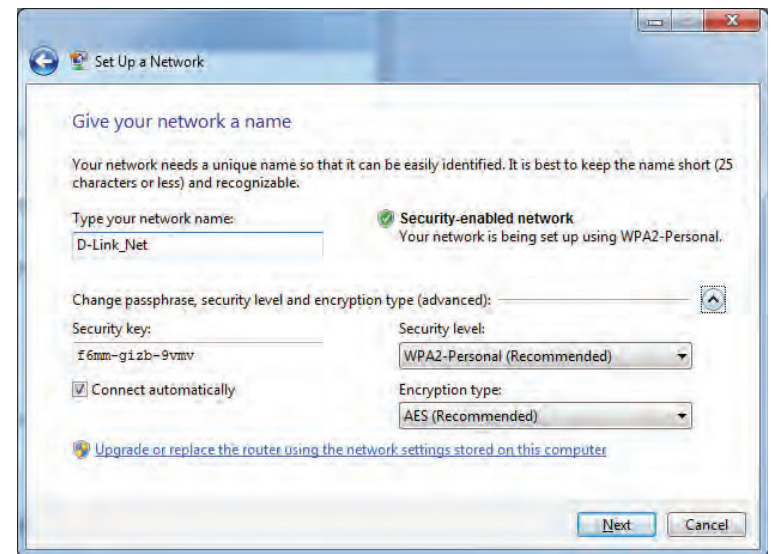 Set Up a Network
Give your network a name
Your network needs a unique name so that it can be easily identified. It is best to keep the name short (25
characters or less) and recognizable.
Type your network name:
D-Link_Net
Security-enabled network
Your network is being set up using WPA2-Personal.
Change passphrase, security level and encryption type (advanced):
Security key:
f6mm-gizb-9vmv
Connect automatically
Security level:
WPA2-Personal (Recommended)
Encryption type:
AES (Recommended)
Upgrade or replace the router using the network settings stored on this computer
Next
Cancel